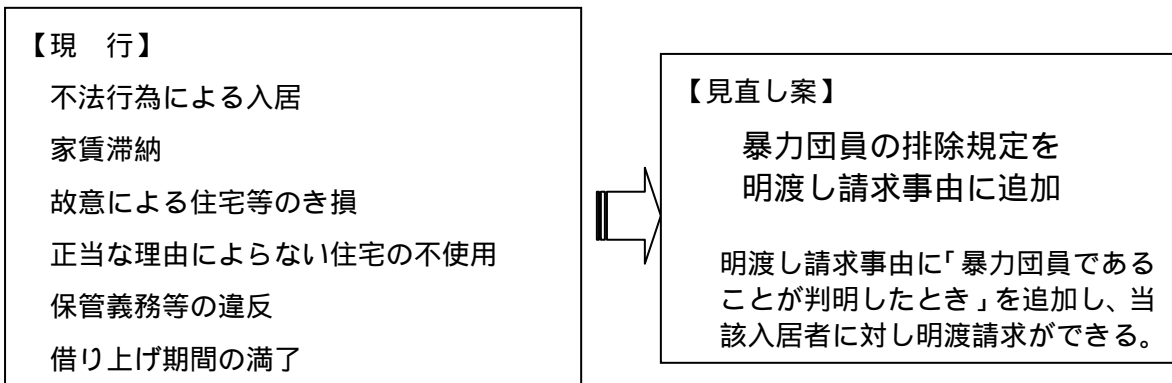 【現　行】
不法行為による入居
家賃滞納
故意による住宅等のき損
正当な理由によらない住宅の不使用
保管義務等の違反
借り上げ期間の満了
【見直し案】
暴力団員の排除規定を
明渡し請求事由に追加
明渡し請求事由に「暴力団員である
ことが判明したとき」を追加し、当
該入居者に対し明渡請求ができる。